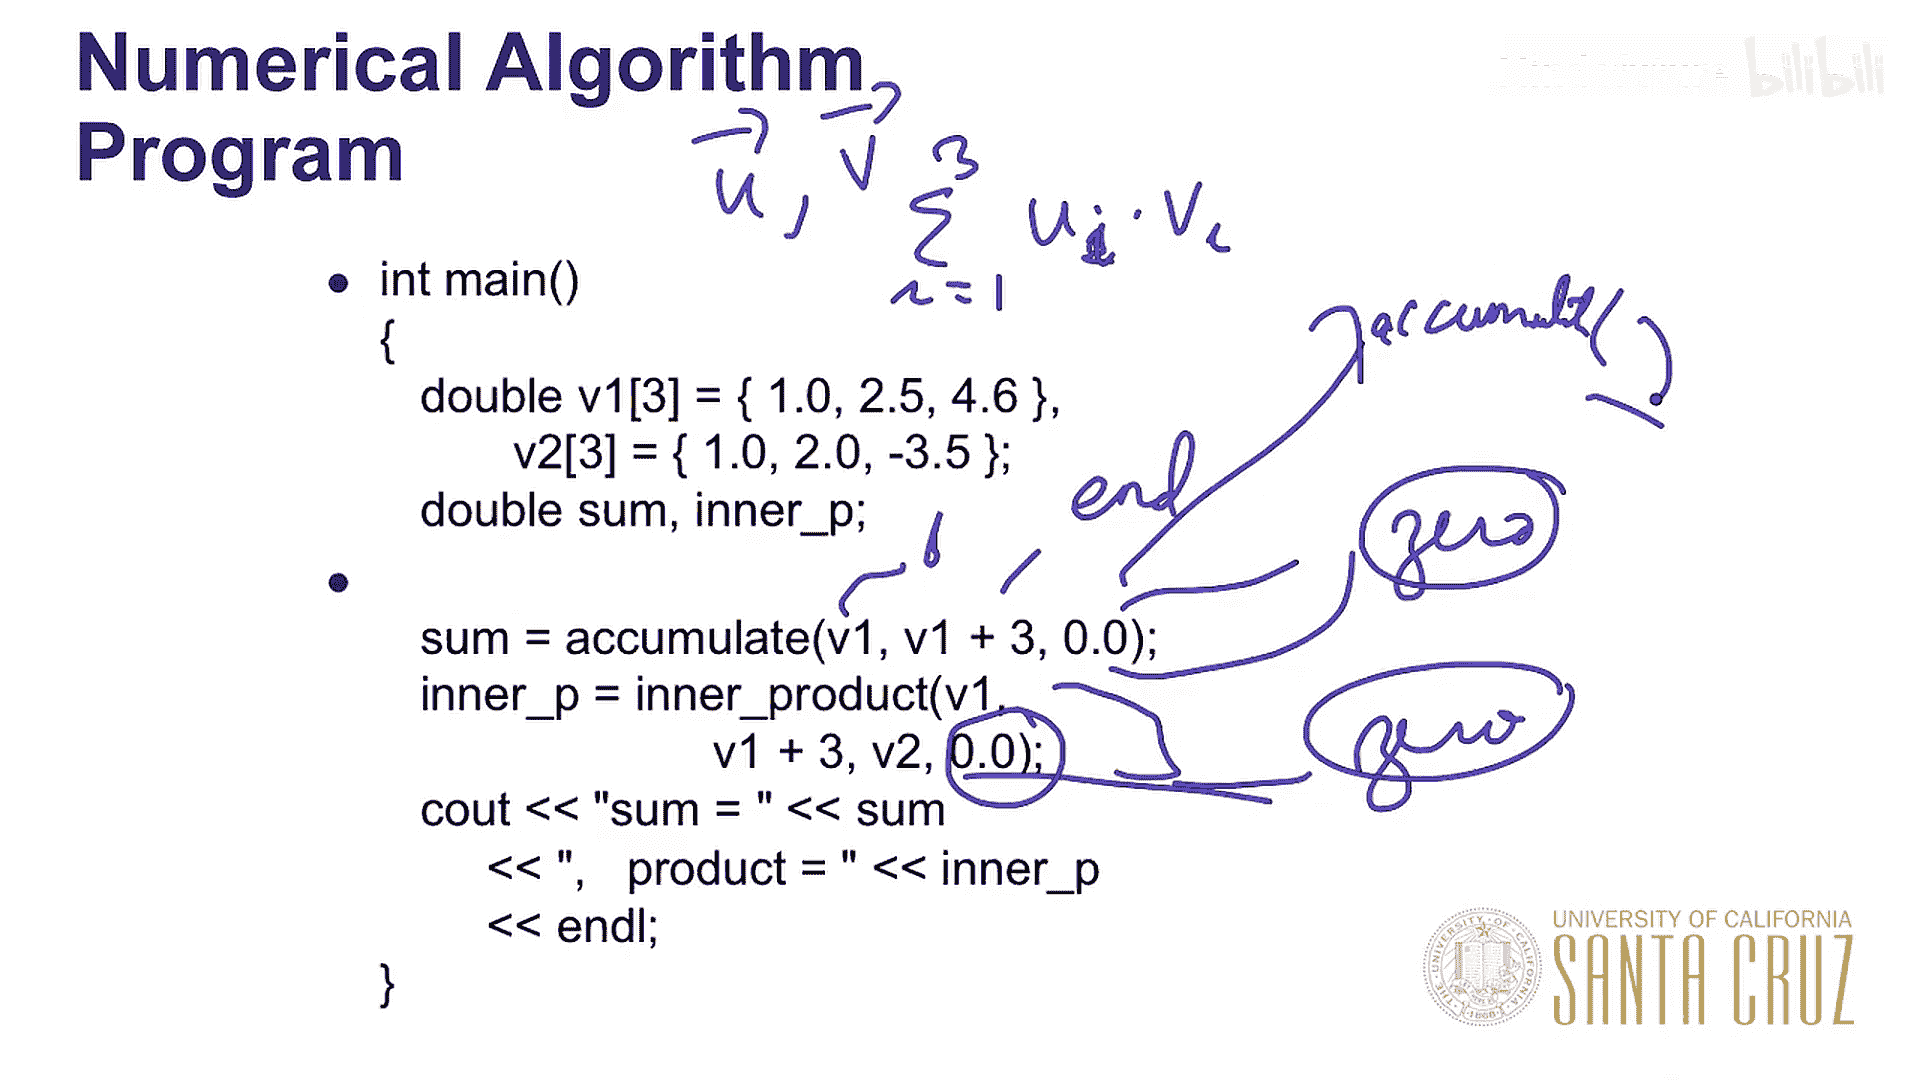 Numerical Algorithm
Program
u, v
3
Σ u_i · v_i
i=1
• int main()
{
accumulate( )
double v1[3] = { 1.0, 2.5, 4.6 },
v2[3] = { 1.0, 2.0, -3.5 };
double sum, inner_p;
b , end
zero
•
sum = accumulate(v1, v1 + 3, 0.0);
inner_p = inner_product(v1,
v1 + 3, v2, 0.0);
zero
cout << "sum = " << sum
<< ",   product = " << inner_p
<< endl;
}
UNIVERSITY OF CALIFORNIA
SANTA CRUZ
bilibili